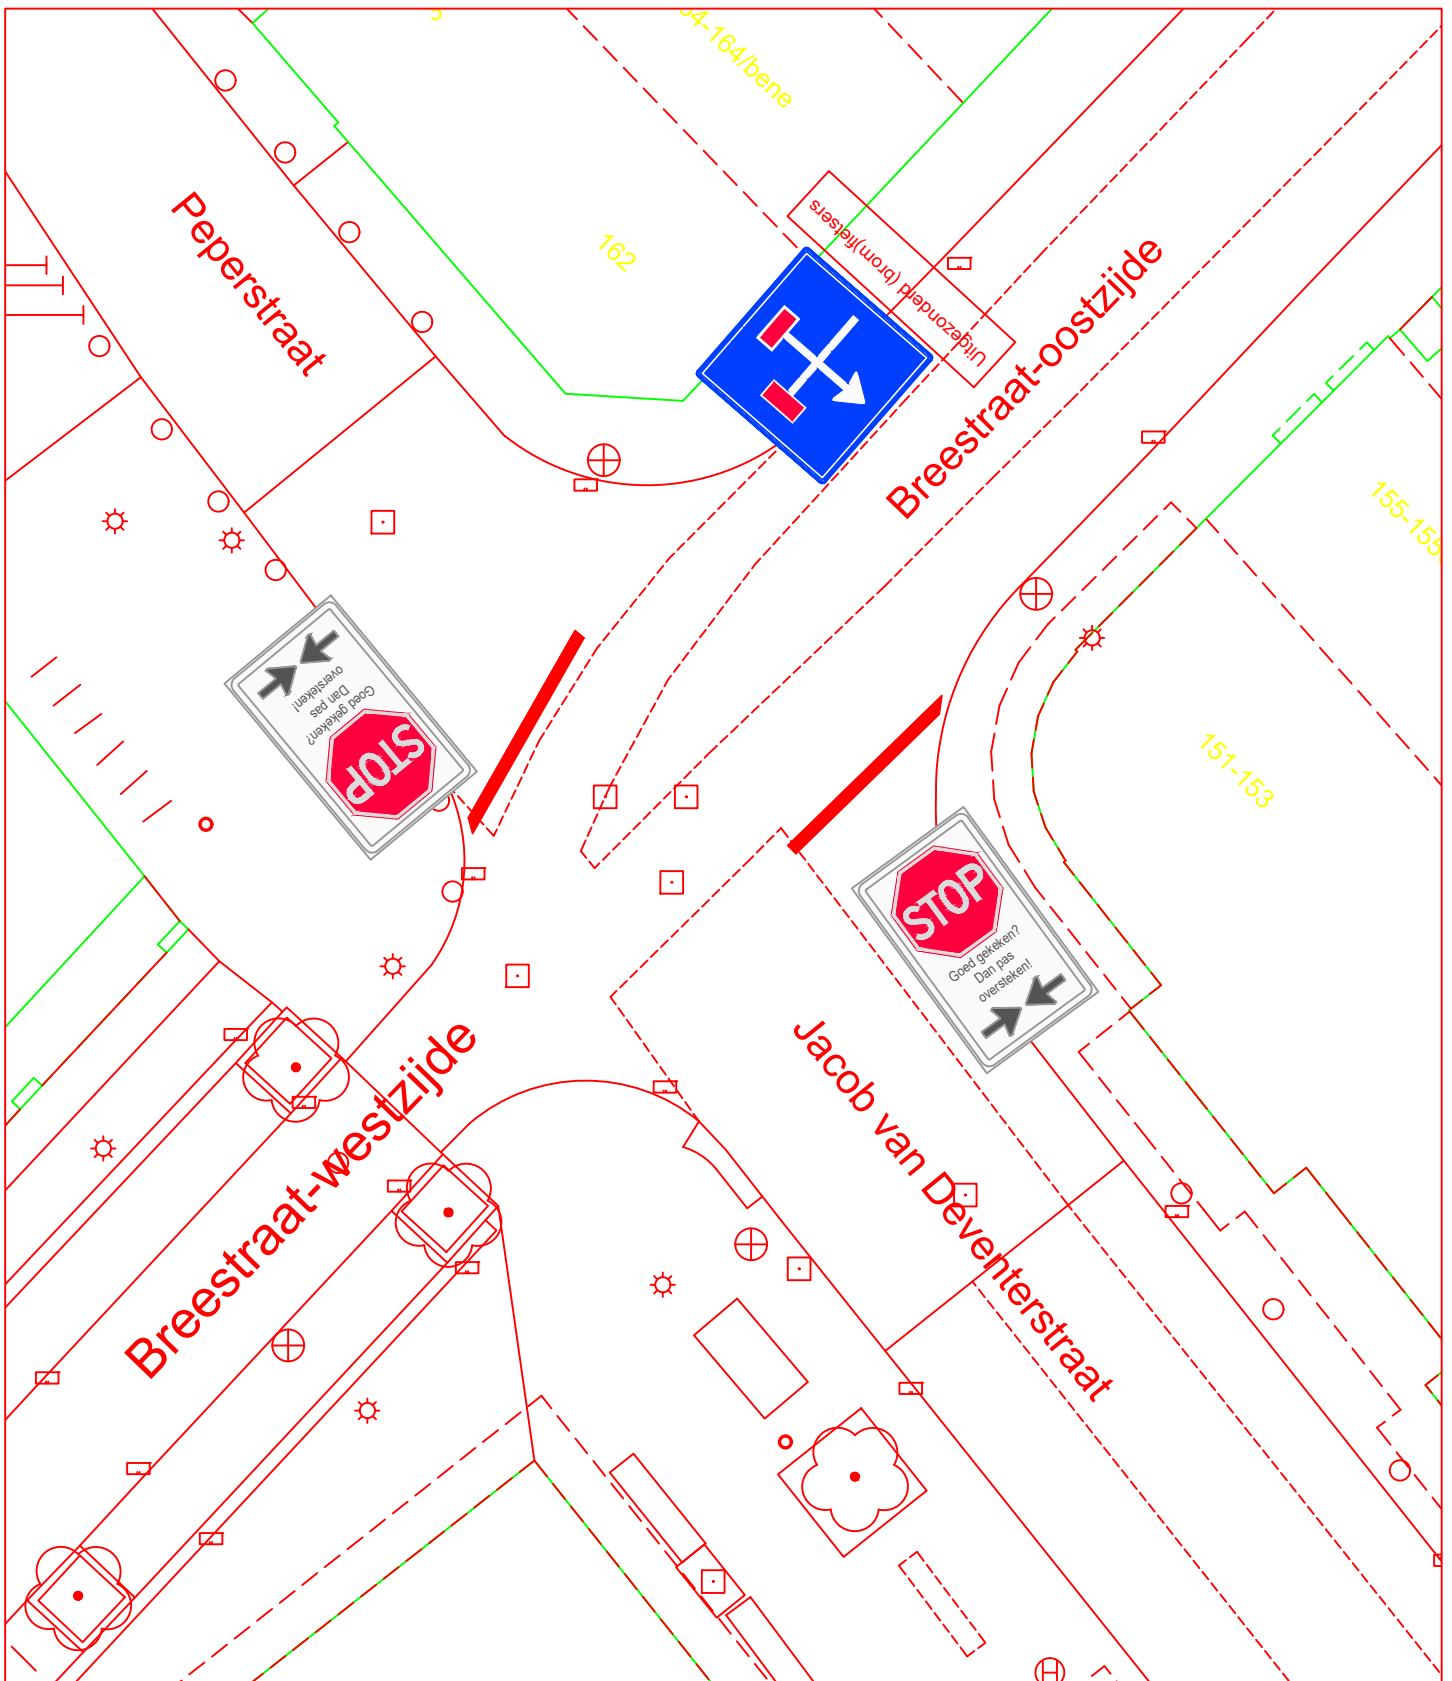 64-164/bene
162
Peperstraat
Uitgezonderd (brom)fietsers
Breestraat-oostzijde
155-155
151-153
STOP
Goed gekeken?
Dan pas
oversteken!
STOP
Goed gekeken?
Dan pas
oversteken!
Breestraat-westzijde
Jacob van Deventerstraat